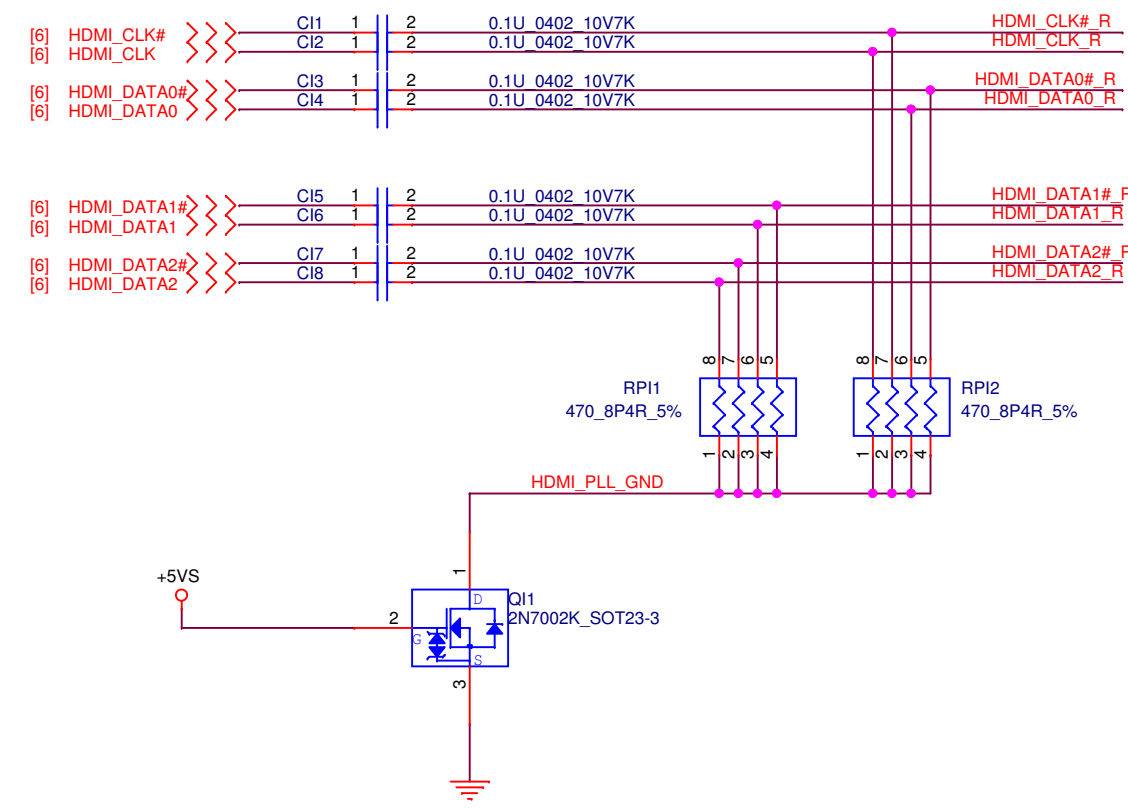 [6] HDMI_CLK# CI1 1 2 0.1U_0402_10V7K HDMI_CLK#_R
[6] HDMI_CLK CI2 1 2 0.1U_0402_10V7K HDMI_CLK_R
[6] HDMI_DATA0# CI3 1 2 0.1U_0402_10V7K HDMI_DATA0#_R
[6] HDMI_DATA0 CI4 1 2 0.1U_0402_10V7K HDMI_DATA0_R
[6] HDMI_DATA1# CI5 1 2 0.1U_0402_10V7K HDMI_DATA1#_R
[6] HDMI_DATA1 CI6 1 2 0.1U_0402_10V7K HDMI_DATA1_R
[6] HDMI_DATA2# CI7 1 2 0.1U_0402_10V7K HDMI_DATA2#_R
[6] HDMI_DATA2 CI8 1 2 0.1U_0402_10V7K HDMI_DATA2_R
8 7 6 5 8 7 6 5
RPI1 RPI2
470_8P4R_5% 470_8P4R_5%
1 2 3 4 1 2 3 4
HDMI_PLL_GND
1
+5VS
D QI1
2 2N7002K_SOT23-3
G
S
3